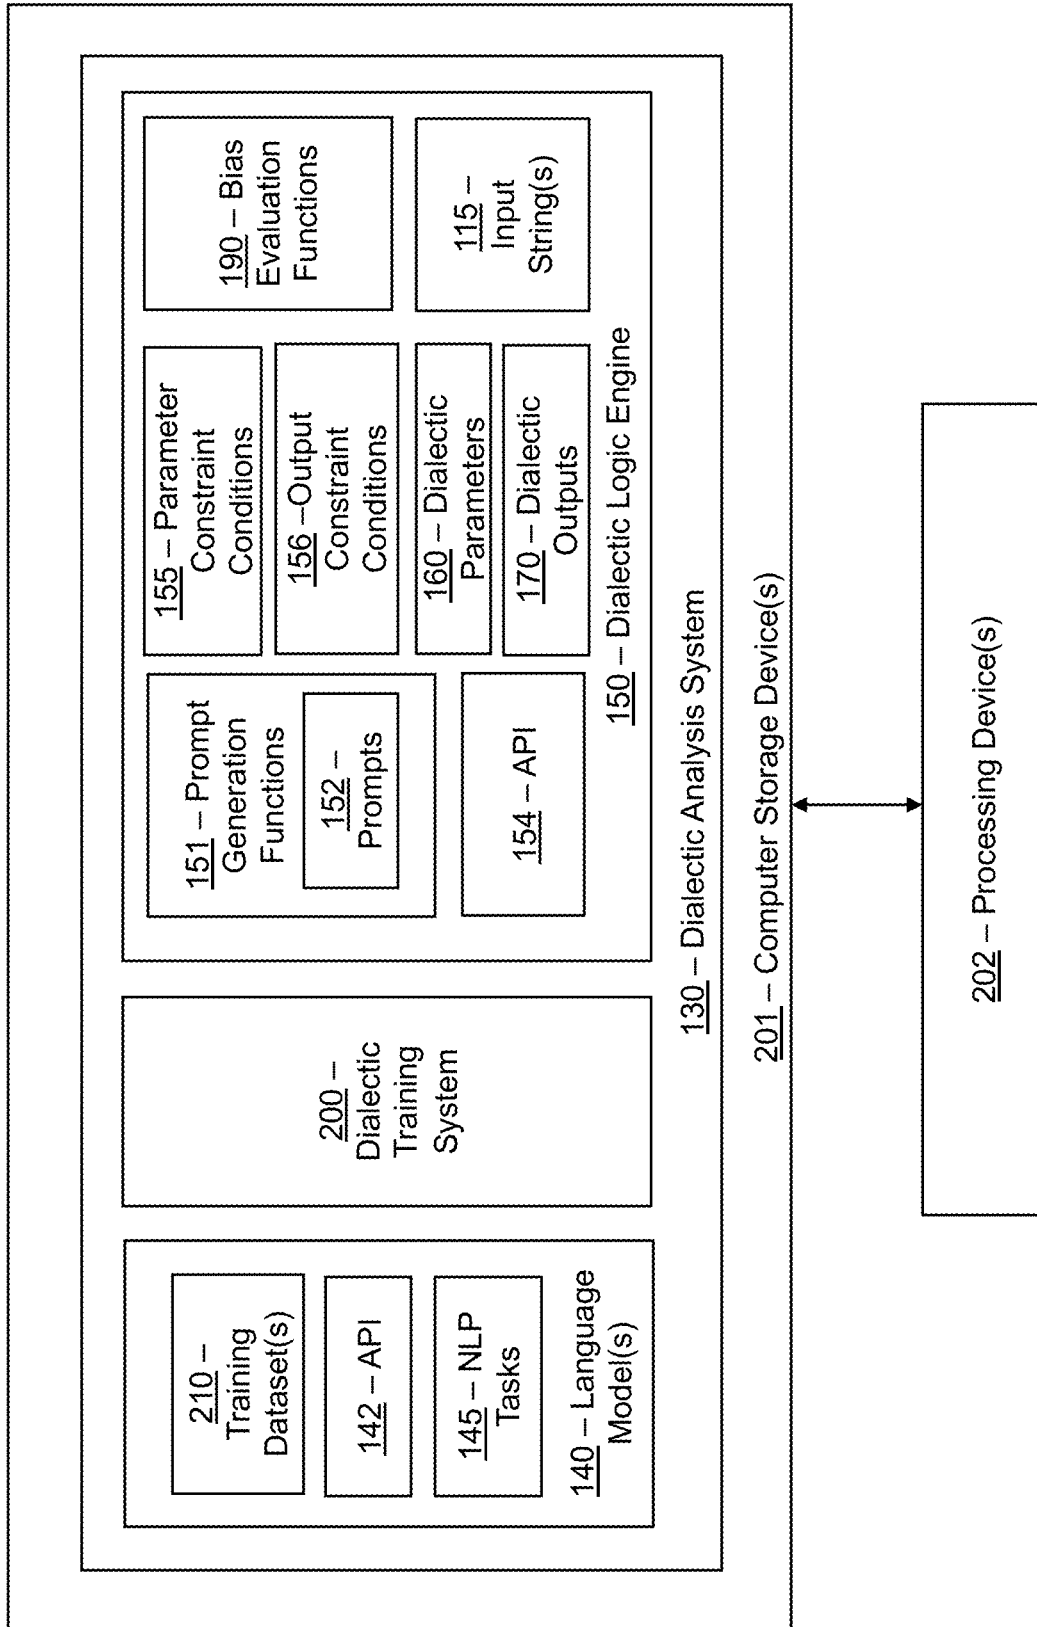 210 –
Training
Dataset(s)
142 – API
145 – NLP
Tasks
140 – Language
Model(s)
200 –
Dialectic
Training
System
151 – Prompt
Generation
Functions
152 –
Prompts
154 – API
155 – Parameter
Constraint
Conditions
156 –Output
Constraint
Conditions
160 – Dialectic
Parameters
170 – Dialectic
Outputs
190 – Bias
Evaluation
Functions
115 –
Input
String(s)
150 – Dialectic Logic Engine
130 – Dialectic Analysis System
201 – Computer Storage Device(s)
202 – Processing Device(s)